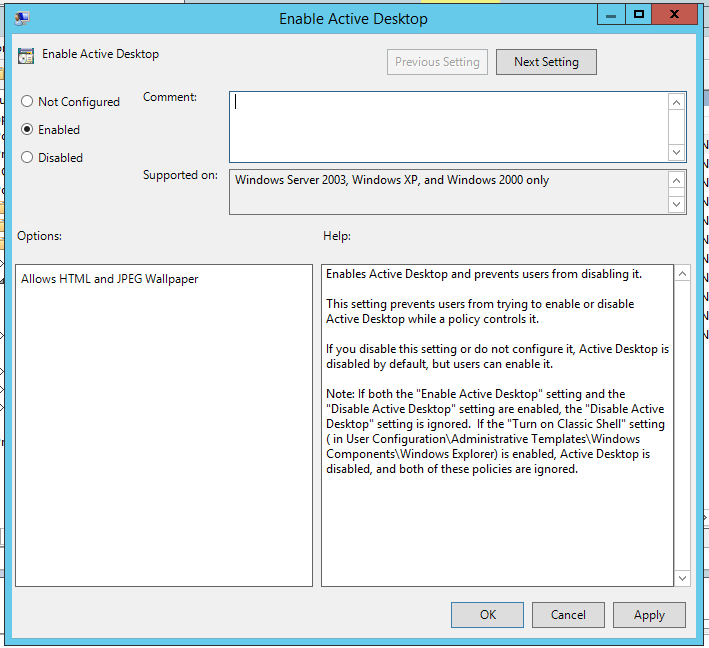 Enable Active Desktop
Enable Active Desktop
Previous Setting
Next Setting
Not Configured
Comment:
Enabled
Disabled
Supported on:
Windows Server 2003, Windows XP, and Windows 2000 only
Options:
Help:
Allows HTML and JPEG Wallpaper
Enables Active Desktop and prevents users from disabling it.
This setting prevents users from trying to enable or disable
Active Desktop while a policy controls it.
If you disable this setting or do not configure it, Active Desktop is
disabled by default, but users can enable it.
Note: If both the "Enable Active Desktop" setting and the
"Disable Active Desktop" setting are enabled, the "Disable Active
Desktop" setting is ignored.  If the "Turn on Classic Shell" setting
( in User Configuration\Administrative Templates\Windows
Components\Windows Explorer) is enabled, Active Desktop is
disabled, and both of these policies are ignored.
OK
Cancel
Apply